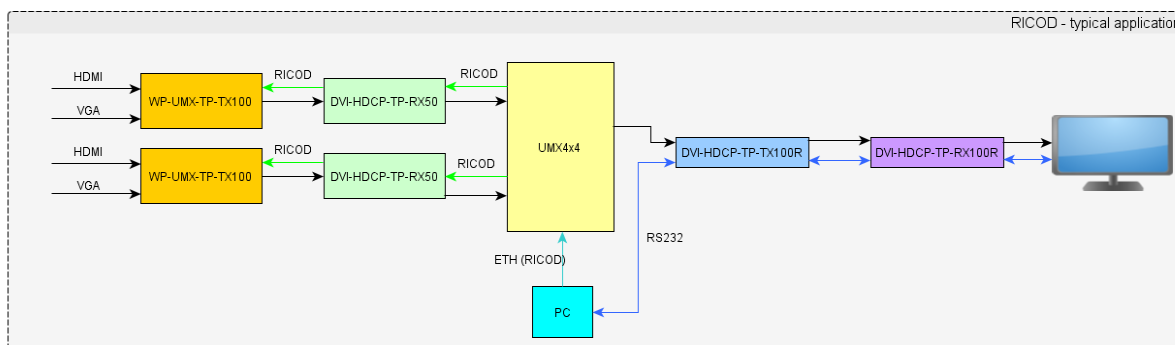 RICOD - typical application
HDMI
VGA
WP-UMX-TP-TX100
RICOD
DVI-HDCP-TP-RX50
RICOD
UMX4x4
HDMI
VGA
WP-UMX-TP-TX100
RICOD
DVI-HDCP-TP-RX50
RICOD
DVI-HDCP-TP-TX100R
DVI-HDCP-TP-RX100R
RS232
ETH (RICOD)
PC